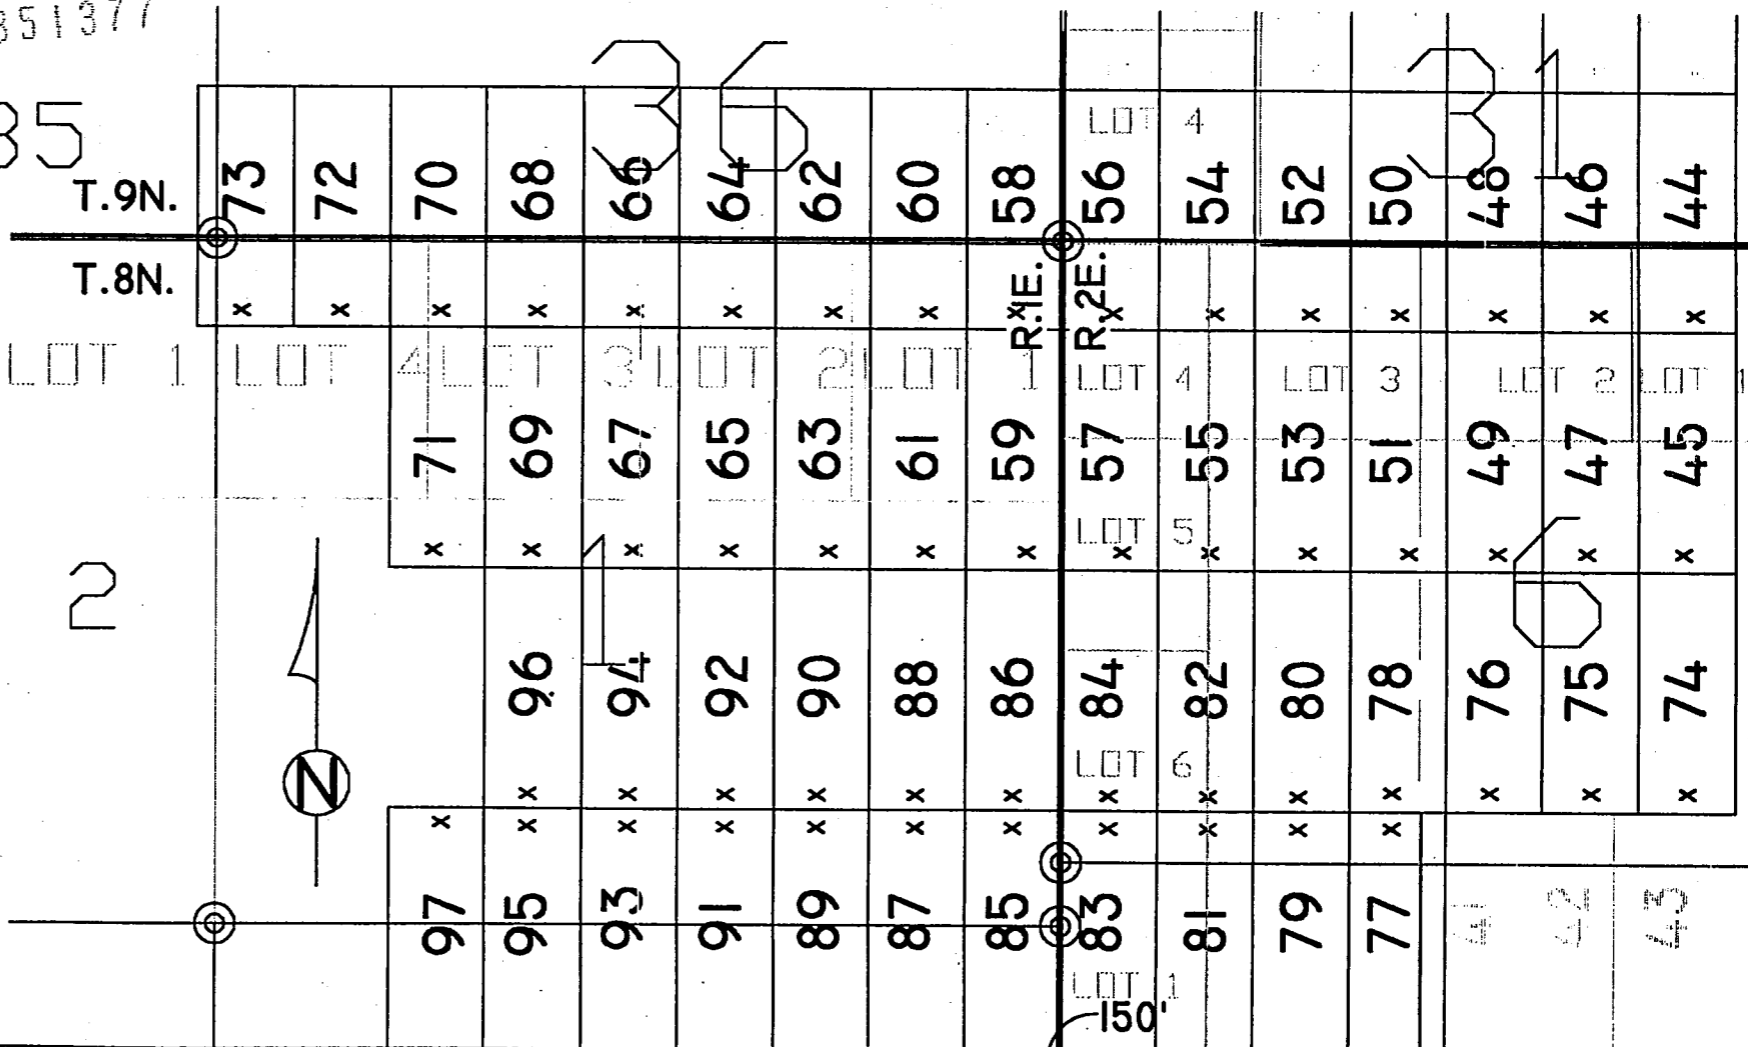 851377
36
31
35
LOT 4
T.9N.
73 72 70 68 66 64 62 60 58 56 54 52 50 48 46 44
T.8N.
R.1E. R.2E.
x x x x x x x x x x x x x x x x
LOT 1 LOT 4 LOT 3 LOT 2 LOT 1 LOT 4 LOT 3 LOT 2 LOT 1
71 69 67 65 63 61 59 57 55 53 51 49 47 45
LOT 5
x x x x x x x x x x x x x x
2
1
6
96 94 92 90 88 86 84 82 80 78 76 75 74
LOT 6
N
x x x x x x x x x x x x x
x x x x x x x x x x x
97 95 93 91 89 87 85 83 81 79 77 41 42 43
LOT 1
150'